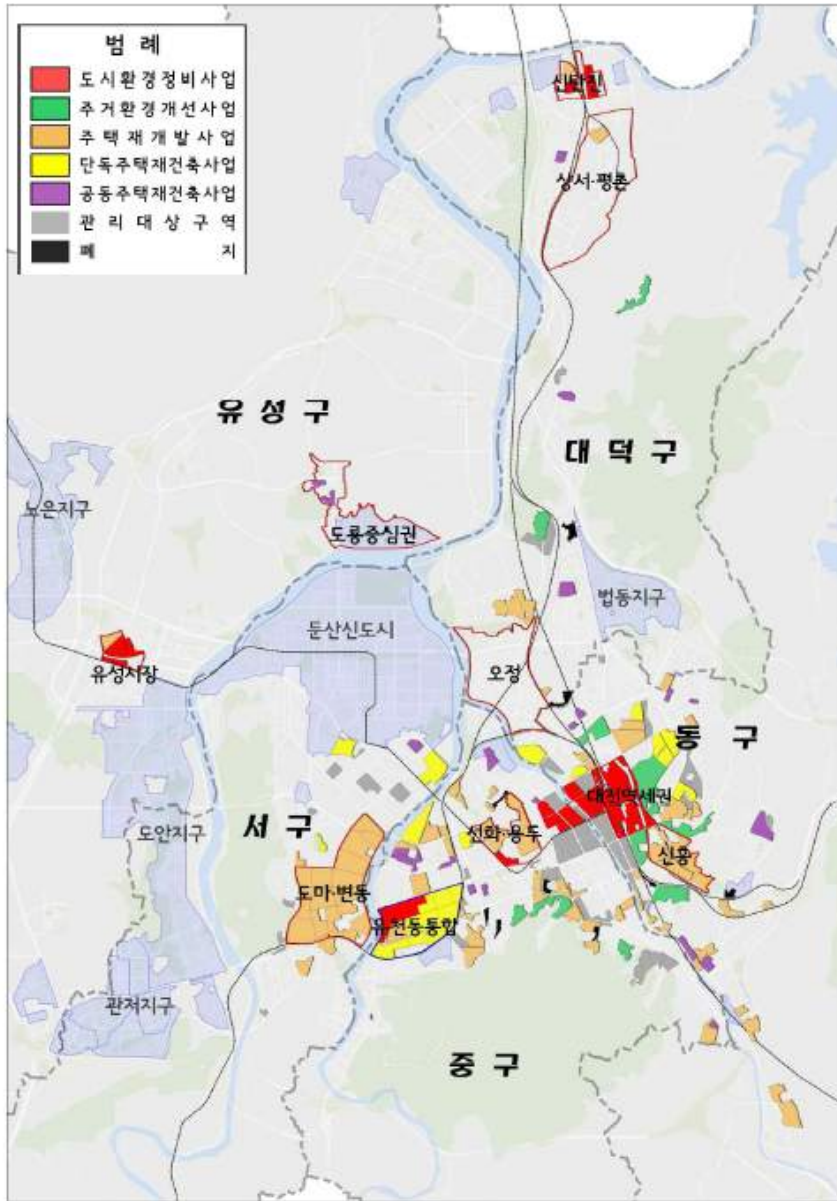 범 례
도시환경정비사업
주거환경개선사업
주택재개발사업
단독주택재건축사업
공동주택재건축사업
관 리 대 상 구 역
폐 지
신탄진
상서·평촌
유 성 구
대 덕 구
노은지구
도룡중심권
법동지구
둔산신도시
오정
유성시장
동 구
대전역세권
도안지구
서 구
선화·용두
신흥
도마·변동
유천동통합
관저지구
중 구